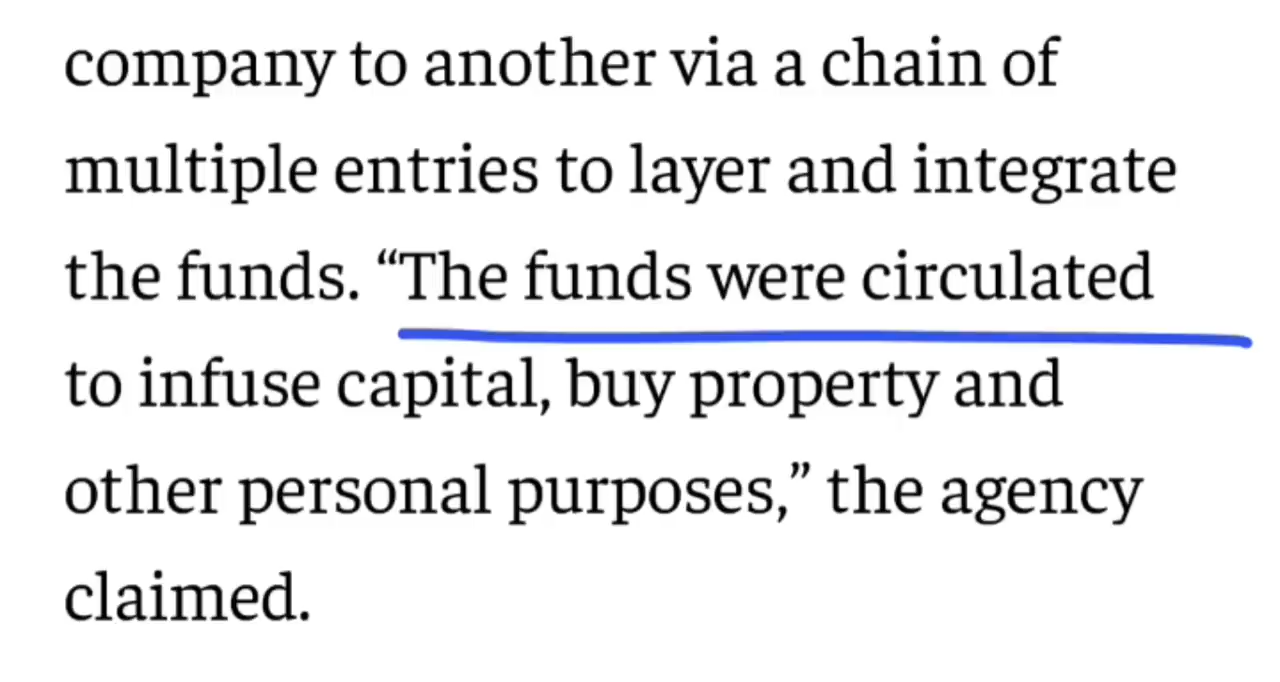 company to another via a chain of
multiple entries to layer and integrate
the funds. “The funds were circulated
to infuse capital, buy property and
other personal purposes,” the agency
claimed.